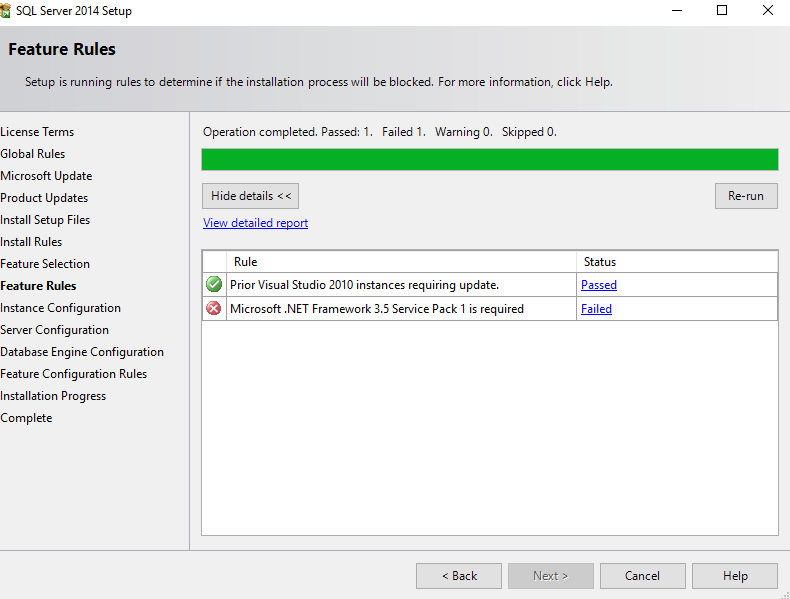 SQL Server 2014 Setup
Feature Rules
Setup is running rules to determine if the installation process will be blocked. For more information, click Help.
License Terms
Global Rules
Microsoft Update
Product Updates
Install Setup Files
Install Rules
Feature Selection
Feature Rules
Instance Configuration
Server Configuration
Database Engine Configuration
Feature Configuration Rules
Installation Progress
Complete
Operation completed. Passed: 1. Failed 1. Warning 0. Skipped 0.
Hide details << Re-run
View detailed report
Rule Status
Prior Visual Studio 2010 instances requiring update. Passed
Microsoft .NET Framework 3.5 Service Pack 1 is required Failed
< Back Next > Cancel Help